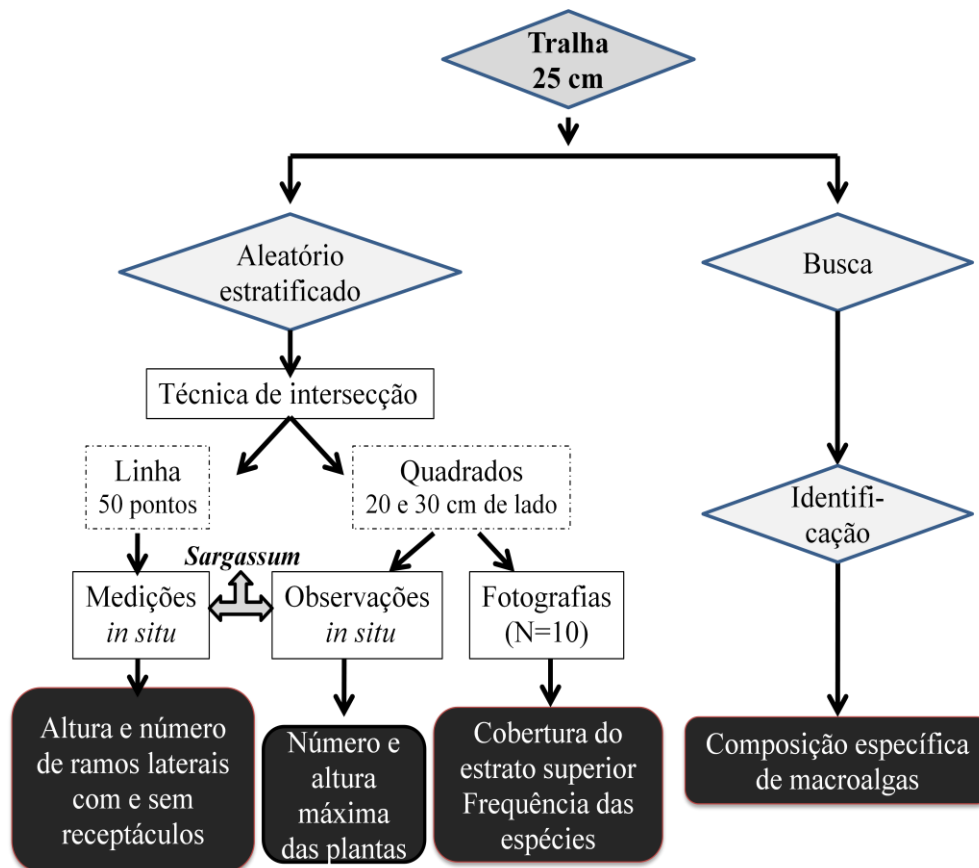 Tralha
25 cm
Aleatório
estratificado
Busca
Técnica de intersecção
Linha
50 pontos
Quadrados
20 e 30 cm de lado
Identifi-
cação
Sargassum
Medições
in situ
Observações
in situ
Fotografias
(N=10)
Altura e número
de ramos laterais
com e sem
receptáculos
Número e
altura
máxima
das plantas
Cobertura do
estrato superior
Frequência das
espécies
Composição específica
de macroalgas